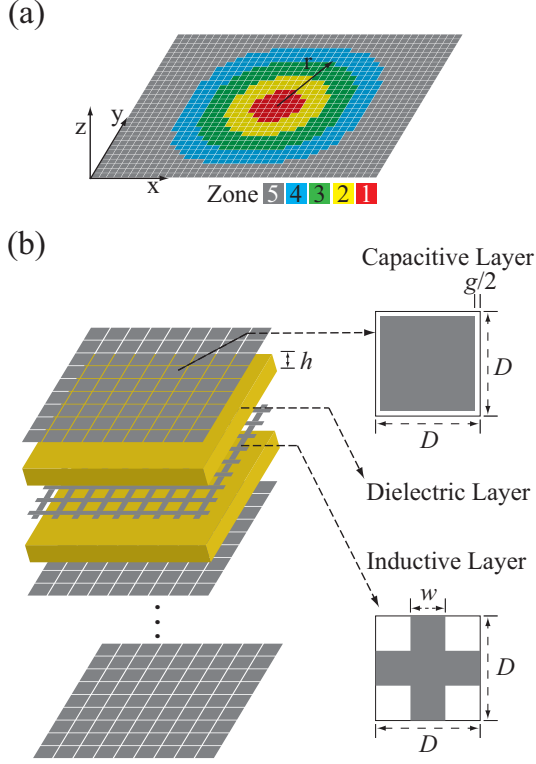 (a)
r
z
y
x
Zone 5 4 3 2 1
(b)
Capacitive Layer
g/2
h
D
D
Dielectric Layer
Inductive Layer
w
D
D